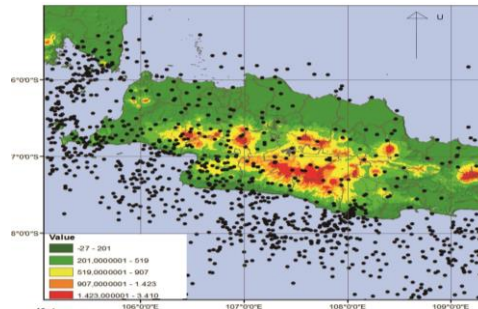 U
6°0'0"S
7°0'0"S
8°0'0"S
Value
-27 - 201
201,0000001 - 519
519,0000001 - 907
907,0000001 - 1.423
1.423,000001 - 3.410
106°0'0"E
107°0'0"E
108°0'0"E
109°0'0"E